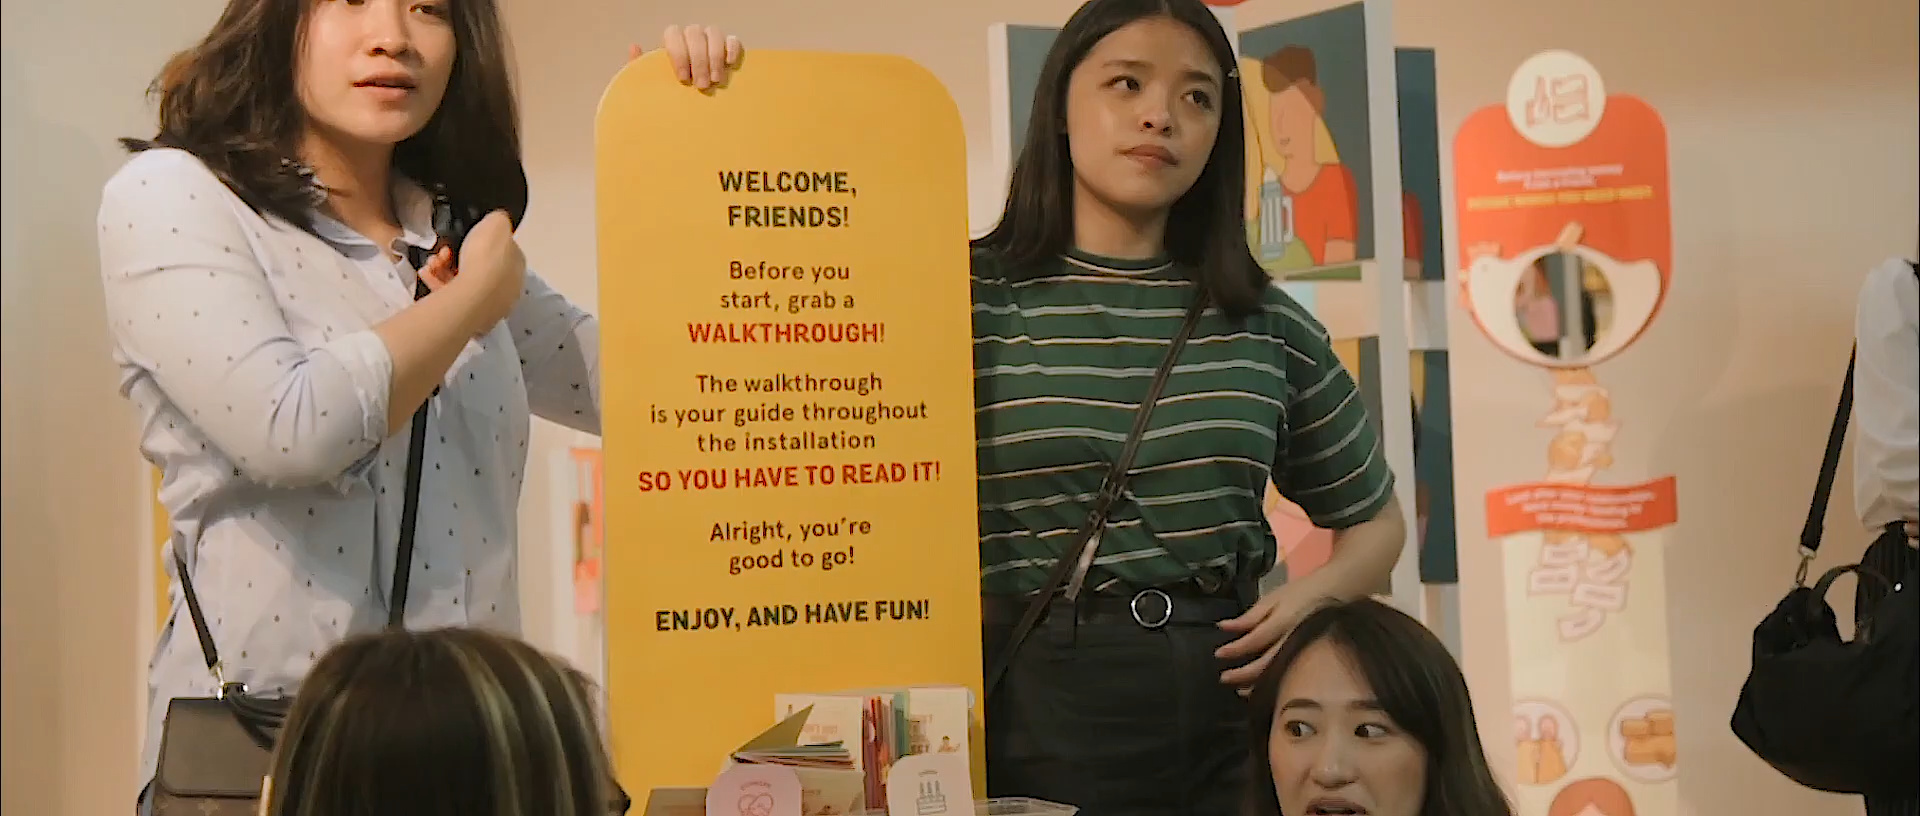 WELCOME,
FRIENDS!
Before you
start, grab a
WALKTHROUGH!
The walkthrough
is your guide throughout
the installation
SO YOU HAVE TO READ IT!
Alright, you're
good to go!
ENJOY, AND HAVE FUN!